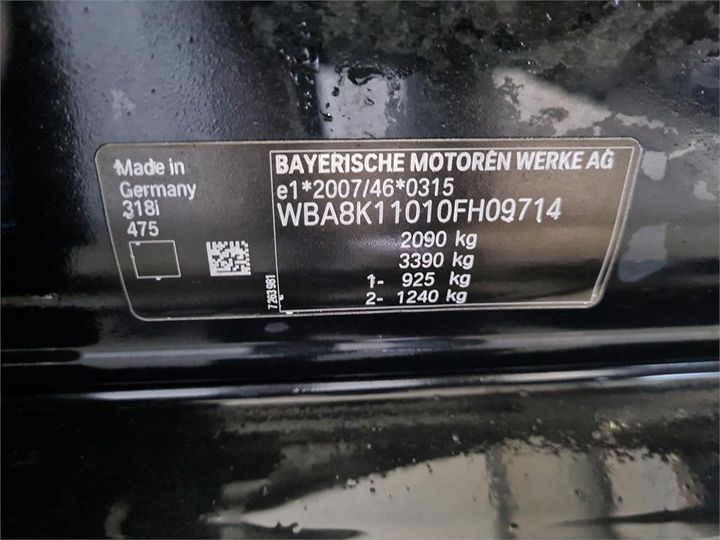 Made in
Germany
318i
475
BAYERISCHE MOTOREN WERKE AG
e1*2007/46*0315
WBA8K11010FH09714
2090 kg
3390 kg
1- 925 kg
2- 1240 kg
7263981